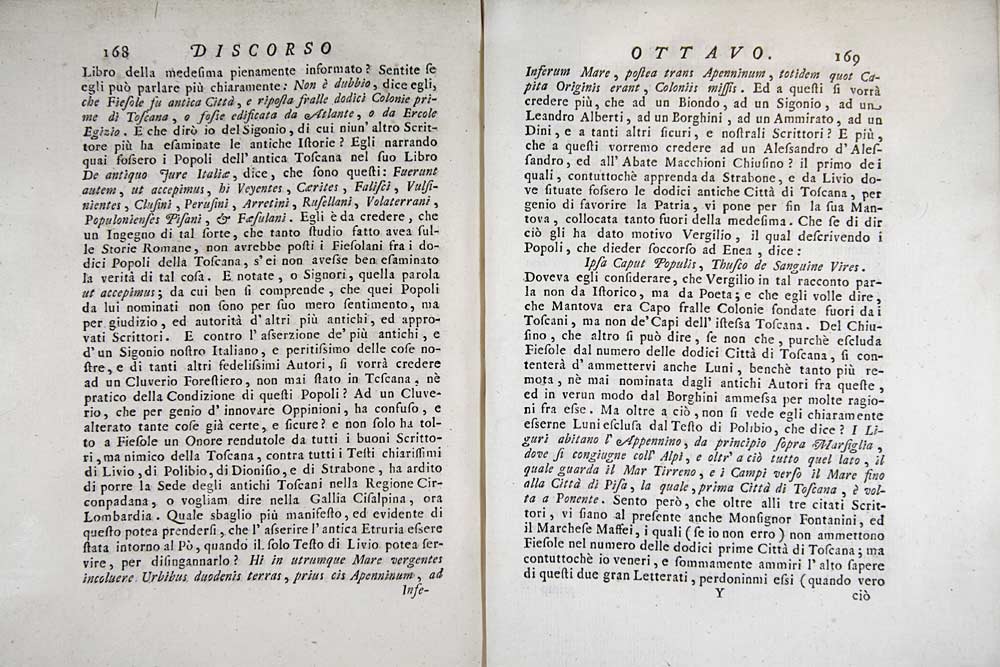 168 DISCORSO
Libro della medeſima pienamente informato? Sentite ſe
egli può parlare più chiaramente: Non è dubbio, dice egli,
che Fieſole fu antica Città, e ripoſta fralle dodici Colonie pri-
me di Toſcana, o foſſe edificata da Atlante, o da Ercole
Egizio. E che dirò io del Sigonio, di cui niun' altro Scrit-
tore più ha eſaminate le antiche Iſtorie? Egli narrando
quai foſſero i Popoli dell'antica Toſcana nel ſuo Libro
De antiquo Jure Italiæ, dice, che ſono queſti: Fuerunt
autem, ut accepimus, hi Veyentes, Cærites, Faliſci, Vulſi-
nientes, Cluſini, Peruſini, Arretini, Ruſellani, Volaterrani,
Populonienſes Piſani, & Fæſulani. Egli è da credere, che
un Ingegno di tal ſorte, che tanto ſtudio fatto avea ſul-
le Storie Romane, non avrebbe poſti i Fieſolani fra i do-
dici Popoli della Toſcana, s'ei non aveſſe ben eſaminato
la verità di tal coſa. E notate, o Signori, quella parola
ut accepimus; da cui ben ſi comprende, che quei Popoli
da lui nominati non ſono per ſuo mero ſentimento, ma
per giudizio, ed autorità d'altri più antichi, ed appro-
vati Scrittori. E contro l'aſſerzione de' più antichi, e
d'un Sigonio noſtro Italiano, e peritiſſimo delle coſe no-
ſtre, e di tanti altri fedeliſſimi Autori, ſi vorrà credere
ad un Cluverio Foreſtiero, non mai ſtato in Toſcana, nè
pratico della Condizione di queſti Popoli? Ad un Cluve-
rio, che per genio d'innovare Oppinioni, ha confuſo, e
alterato tante coſe già certe, e ſicure? e non ſolo ha tol-
to a Fieſole un Onore rendutole da tutti i buoni Scritto-
ri, ma nimico della Toſcana, contra tutti i Teſti chiariſſimi
di Livio, di Polibio, di Dioniſo, e di Strabone, ha ardito
di porre la Sede degli antichi Toſcani nella Regione Cir-
conpadana, o vogliam dire nella Gallia Ciſalpina, ora
Lombardia. Quale sbaglio più manifeſto, ed evidente di
queſto potea prenderſi, che l'aſſerire l'antica Etruria eſſere
ſtata intorno al Pò, quando il ſolo Teſto di Livio potea ſer-
vire, per diſingannarlo? Hi in utrumque Mare vergentes
incoluere Urbibus duodenis terras, prius cis Apenninum, ad
Infe-
OTTAVO. 169
Inferum Mare, poſtea trans Apenninum, totidem quot Ca-
pita Originis erant, Coloniis miſſis. Ed a queſti ſi vorrà
credere più, che ad un Biondo, ad un Sigonio, ad un
Leandro Alberti, ad un Borghini, ad un Ammirato, ad un
Dini, e a tanti altri ſicuri, e noſtrali Scrittori? E più,
che a queſti vorremo credere ad un Aleſſandro d'Aleſ-
ſandro, ed all'Abate Macchioni Chiuſino? il primo dei
quali, contuttochè apprenda da Strabone, e da Livio do-
ve ſituate foſſero le dodici antiche Città di Toſcana, per
genio di favorire la Patria, vi pone per fin la ſua Man-
tova, collocata tanto fuori della medeſima. Che ſe di dir
ciò gli ha dato motivo Vergilio, il qual deſcrivendo i
Popoli, che dieder ſoccorſo ad Enea, dice:
Ipſa Caput Populis, Thuſco de Sanguine Vires.
Doveva egli conſiderare, che Vergilio in tal racconto par-
la non da Iſtorico, ma da Poeta; e che egli volle dire,
che Mantova era Capo fralle Colonie fondate fuori dai
Toſcani, ma non de'Capi dell'iſteſſa Toſcana. Del Chiu-
ſino, che altro ſi può dire, ſe non che, purchè eſcluda
Fieſole dal numero delle dodici Città di Toſcana, ſi con-
tenterà d'ammettervi anche Luni, benchè tanto più re-
mota, nè mai nominata dagli antichi Autori fra queſte,
ed in verun modo dal Borghini ammeſſa per molte ragio-
ni fra eſſe. Ma oltre a ciò, non ſi vede egli chiaramente
eſſerne Luni eſcluſa dal Teſto di Polibio, che dice? I Li-
guri abitano l'Appennino, da principio ſopra Marſiglia,
dove ſi congiugne coll'Alpi, e oltr'a ciò tutto quel lato, il
quale guarda il Mar Tirreno, e i Campi verſo il Mare fino
alla Città di Piſa, la quale, prima Città di Toſcana, è vol-
ta a Ponente. Sento però, che oltre alli tre citati Scrit-
tori, vi ſiano al preſente anche Monſignor Fontanini, ed
il Marcheſe Maffei, i quali (ſe io non erro) non ammettono
Fieſole nel numero delle dodici prime Città di Toſcana; ma
contuttochè io veneri, e ſommamente ammiri l'alto ſapere
di queſti due gran Letterati, perdoninmi eſſi (quando vero
Y ciò